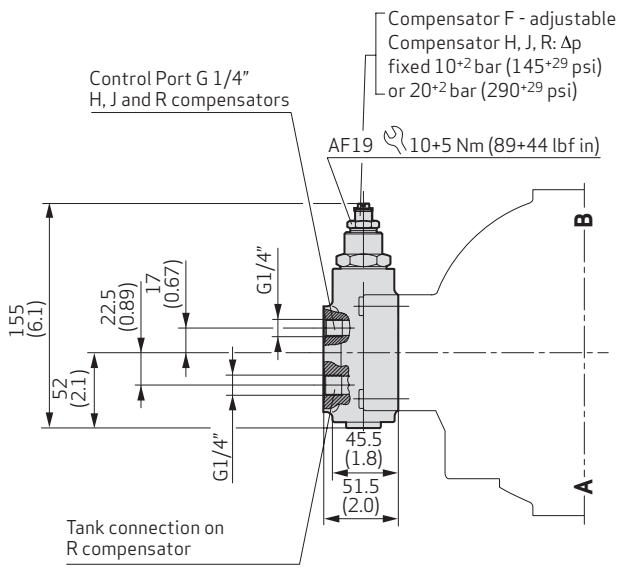 Compensator F - adjustable
Compensator H, J, R: Δp
fixed 10+2 bar (145+29 psi)
or 20+2 bar (290+29 psi)
Control Port G 1/4”
H, J and R compensators
AF19 10+5 Nm (89+44 lbf in)
155
(6.1)
22.5
(0.89)
17
(0.67)
G1/4”
B
52
(2.1)
G1/4”
45.5
(1.8)
51.5
(2.0)
A
Tank connection on
R compensator